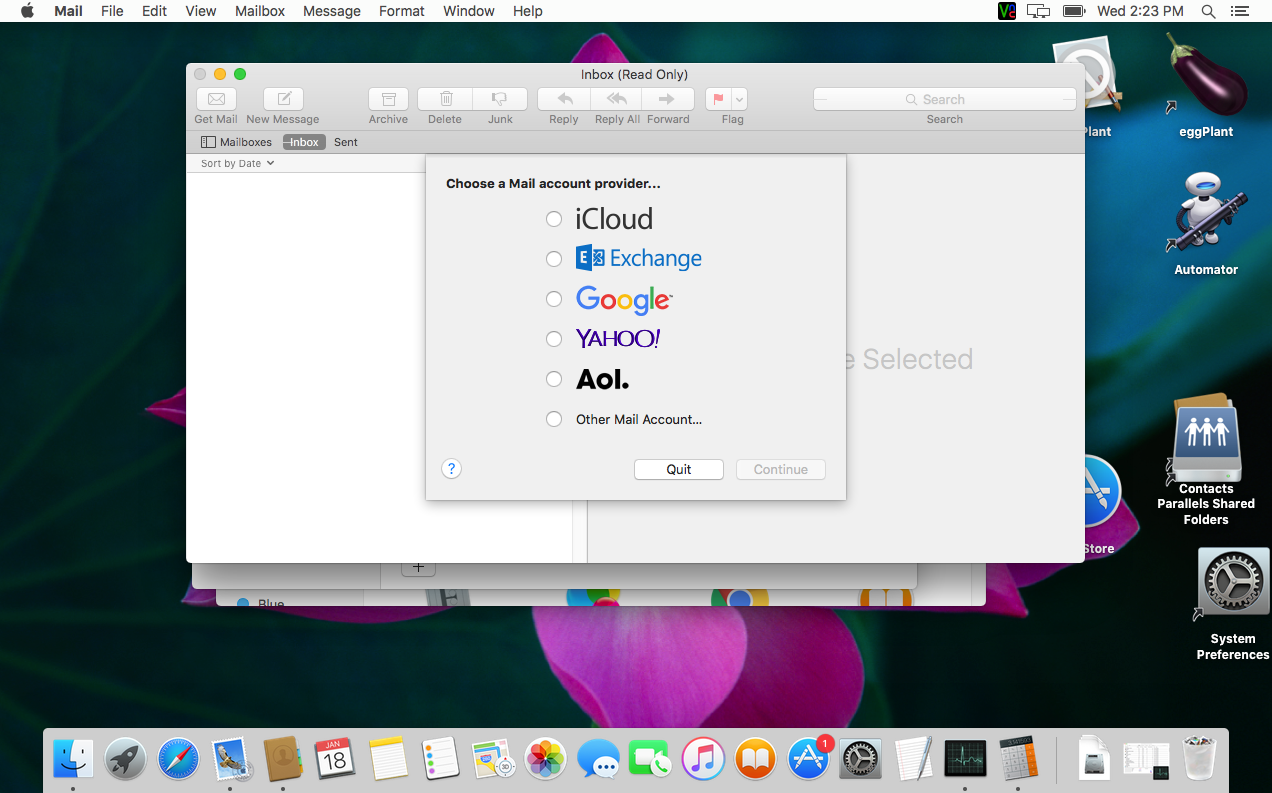 Mail File Edit View Mailbox Message Format Window Help Wed 2:23 PM
Inbox (Read Only)
Search
Get Mail New Message Archive Delete Junk Reply Reply All Forward Flag Search
Mailboxes Inbox Sent
Sort by Date
Choose a Mail account provider...
iCloud
Exchange
Google
YAHOO!
Aol.
Other Mail Account...
? Quit Continue
Selected
Blue
eggPlant
Automator
Contacts
Parallels Shared
Folders
Store
System
Preferences
JAN
18
1